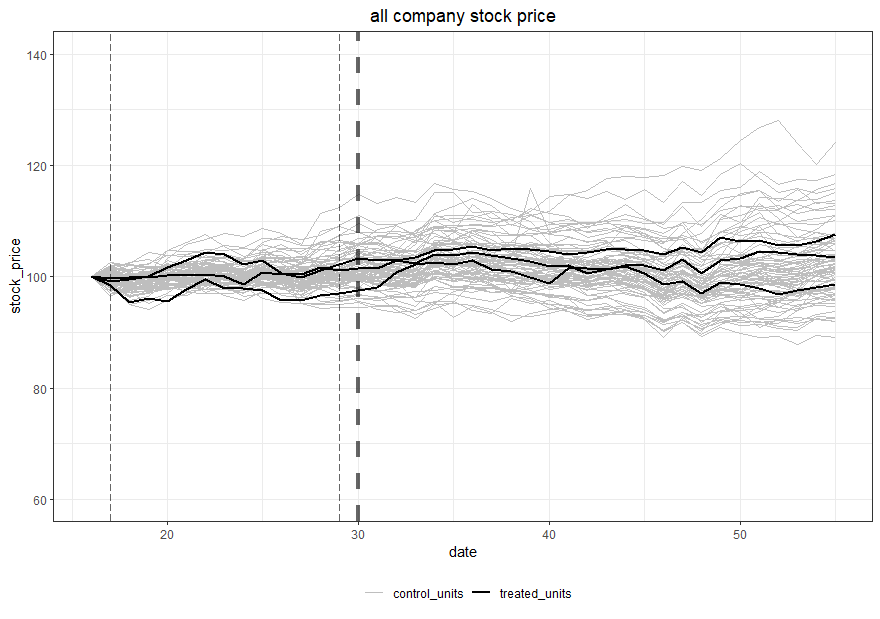 all company stock price
140
120
100
80
60
stock_price
20 30 40 50
date
control_units treated_units